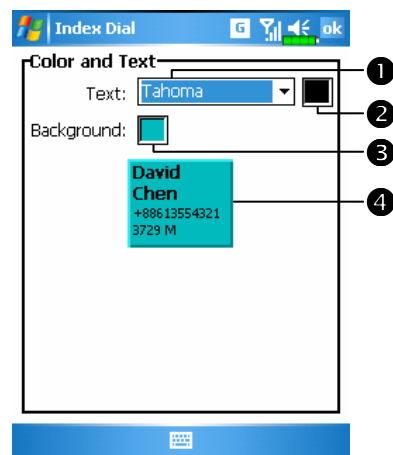 Index Dial G ok
Color and Text
Text: Tahoma
Background:
David
Chen
+88613554321
3729 M
1
2
3
4